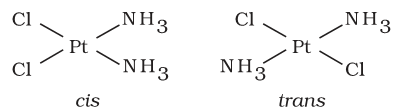 Cl NH3 Cl NH3
Pt Pt
Cl NH3 NH3 Cl
cis trans